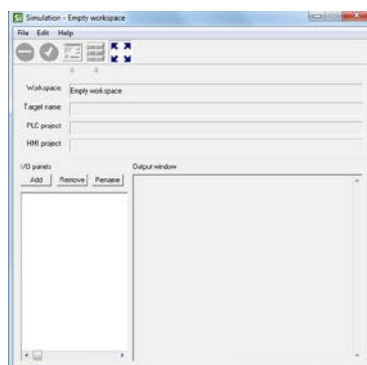 Simulation - Empty workspace
File Edit Help
a a
Workspace Empty workspace
Target name
PLC project
HMI project
I/O panels Output window
Add Remove Rename